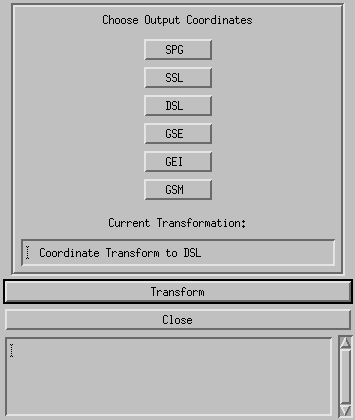 Choose Output Coordinates
SPG
SSL
DSL
GSE
GEI
GSM
Current Transformation:
Coordinate Transform to DSL
Transform
Close